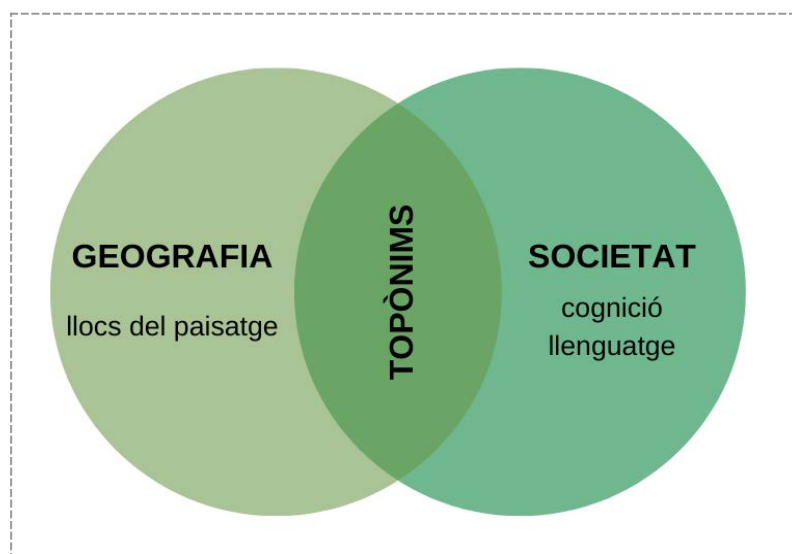 GEOGRAFIA
llocs del paisatge
TOPÒNIMS
SOCIETAT
cognició
llenguatge